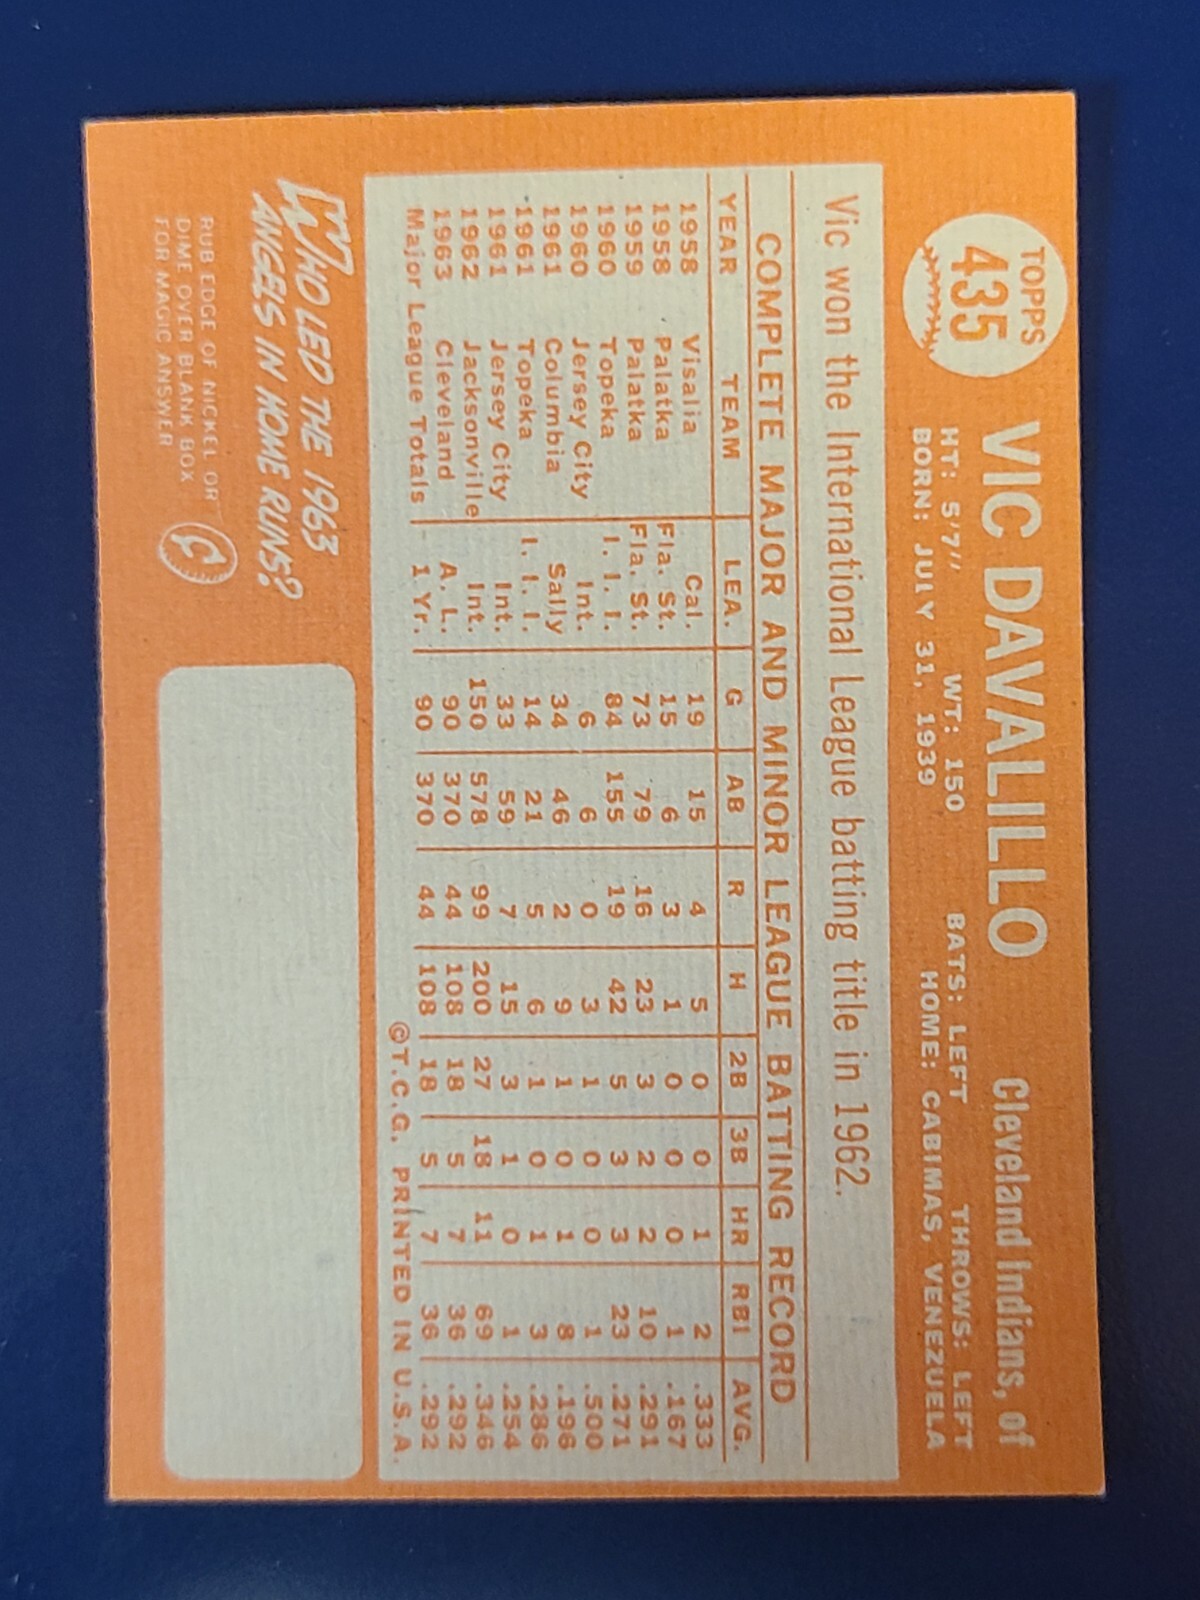 TOPPS
435
VIC DAVALILLO Cleveland Indians, of
HT: 5'7" WT: 150 BATS: LEFT THROWS: LEFT
BORN: JULY 31, 1939 HOME: CABIMAS, VENEZUELA
Vic won the International League batting title in 1962.
COMPLETE MAJOR AND MINOR LEAGUE BATTING RECORD
YEAR TEAM LEA. G AB R H 2B 3B HR RBI AVG.
1958 Visalia Cal. 19 15 4 5 0 0 1 2 .333
1958 Palatka Fla. St. 15 6 3 1 0 0 0 1 .167
1959 Palatka Fla. St. 73 79 16 23 3 2 2 10 .291
1960 Topeka I. I. I. 84 155 19 42 5 3 3 23 .271
1960 Jersey City Int. 6 6 0 3 1 0 0 1 .500
1961 Columbia Sally 34 46 2 9 1 0 1 8 .196
1961 Topeka I. I. I. 14 21 5 6 1 0 1 3 .286
1961 Jersey City Int. 33 59 7 15 3 1 0 1 .254
1962 Jacksonville Int. 150 578 99 200 27 18 11 69 .346
1963 Cleveland A. L. 90 370 44 108 18 5 7 36 .292
Major League Totals 1 Yr. 90 370 44 108 18 5 7 36 .292
©T.C.G. PRINTED IN U.S.A.
WHO LED THE 1963
ANGELS IN HOME RUNS?
RUB EDGE OF NICKEL OR
DIME OVER BLANK BOX
FOR MAGIC ANSWER